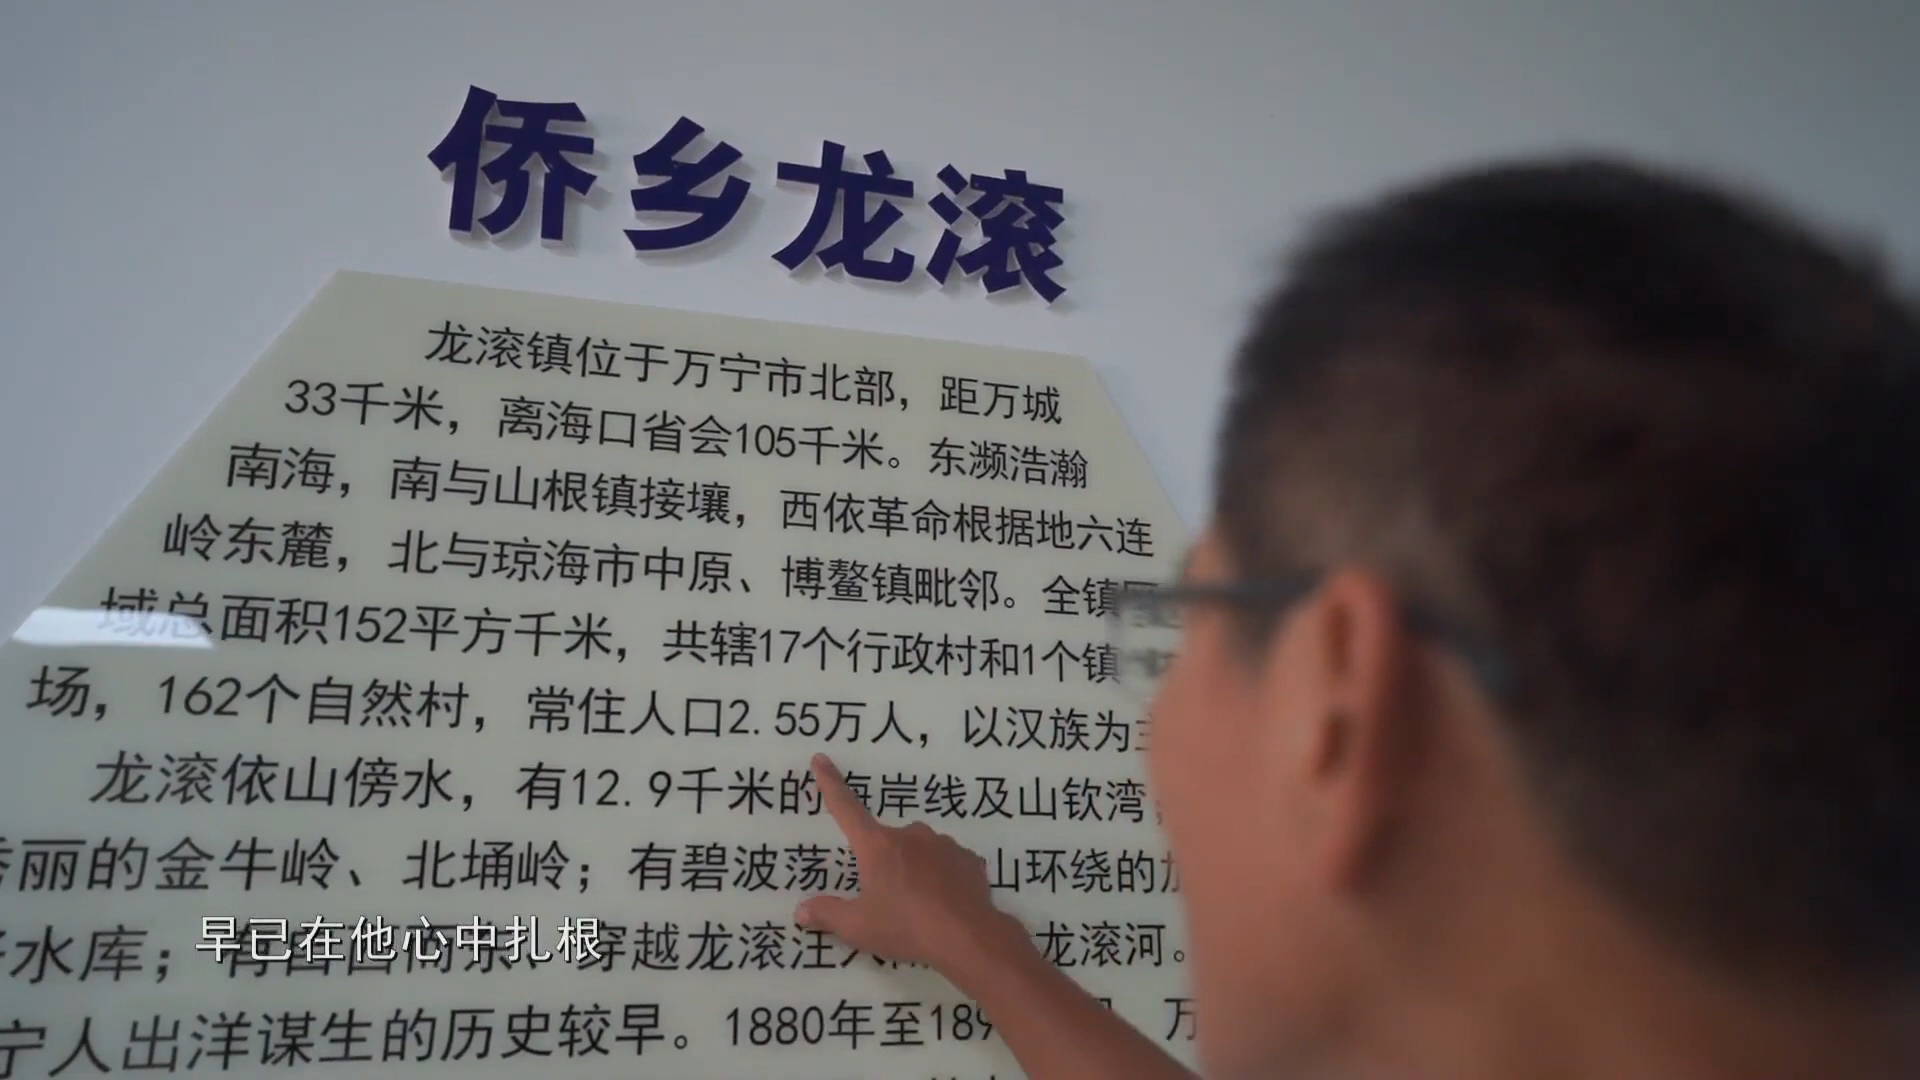 侨乡龙滚
龙滚镇位于万宁市北部，距万城
33千米，离海口省会105千米。东濒浩瀚
南海，南与山根镇接壤，西依革命根据地六连
岭东麓，北与琼海市中原、博鳌镇毗邻。全镇
域总面积152平方千米，共辖17个行政村和1个镇
场，162个自然村，常住人口2.55万人，以汉族为
龙滚依山傍水，有12.9千米的海岸线及山钦湾
丽的金牛岭、北埇岭；有碧波荡漾 山环绕的
水库； 穿越龙滚注入 龙滚河。
早已在他心中扎根
宁人出洋谋生的历史较早。1880年至189 万